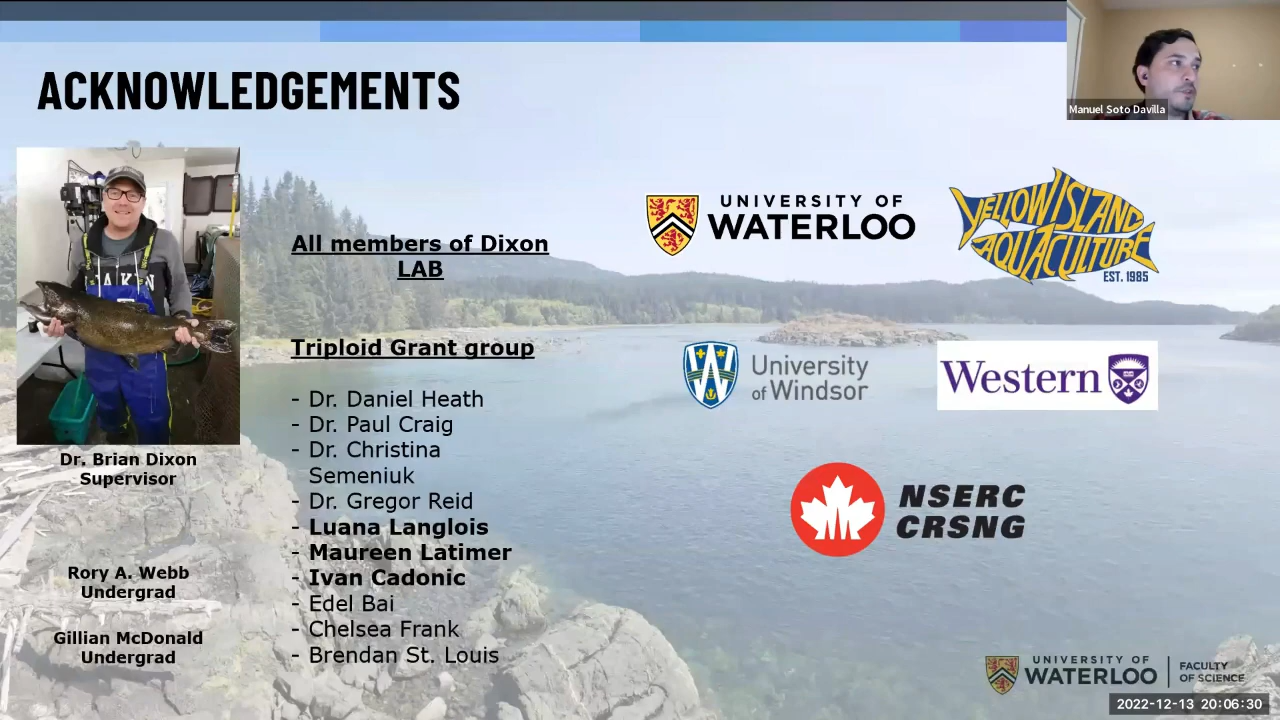 ACKNOWLEDGEMENTS
Manuel Soto Davilla
Dr. Brian Dixon
Supervisor
Rory A. Webb
Undergrad
Gillian McDonald
Undergrad
All members of Dixon
LAB
Triploid Grant group
- Dr. Daniel Heath
- Dr. Paul Craig
- Dr. Christina
Semeniuk
- Dr. Gregor Reid
- Luana Langlois
- Maureen Latimer
- Ivan Cadonic
- Edel Bai
- Chelsea Frank
- Brendan St. Louis
UNIVERSITY OF
WATERLOO
YELLOW ISLAND
AQUACULTURE
EST. 1985
University
of Windsor
Western
NSERC
CRSNG
UNIVERSITY OF
WATERLOO
FACULTY
OF SCIENCE
2022-12-13 20:06:30